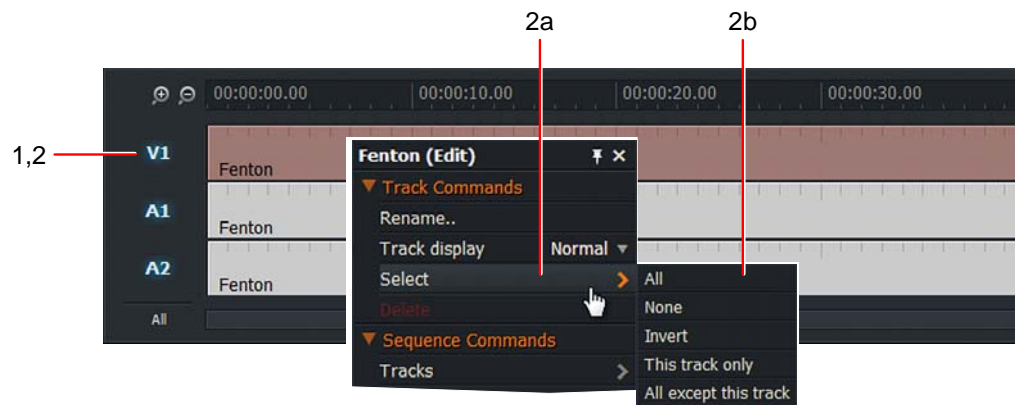 2a
2b
00:00:00.00
00:00:10.00
00:00:20.00
00:00:30.00
1,2
V1
Fenton
A1
Fenton
A2
Fenton
All
Fenton (Edit)
Track Commands
Rename..
Track display Normal
Select
Delete
Sequence Commands
Tracks
All
None
Invert
This track only
All except this track